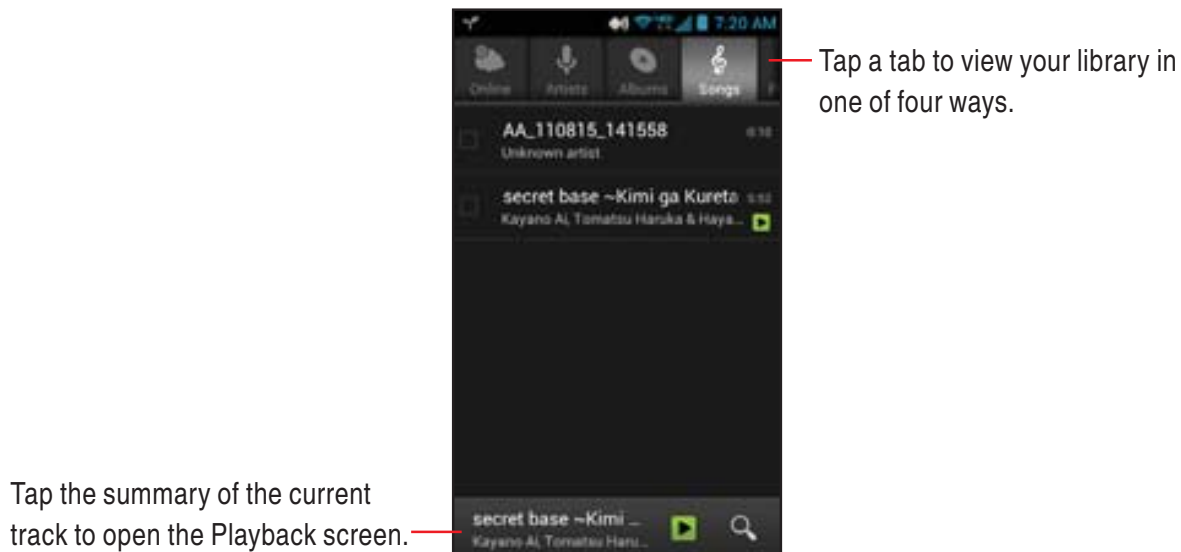 7:20 AM
Online Artists Albums Songs
Tap a tab to view your library in
one of four ways.
AA_110815_141558
Unknown artist
secret base ~Kimi ga Kureta
Kayano Ai, Tomatsu Haruka & Haya...
Tap the summary of the current
track to open the Playback screen.
secret base ~Kimi ...
Kayano Ai, Tomatsu Haru...